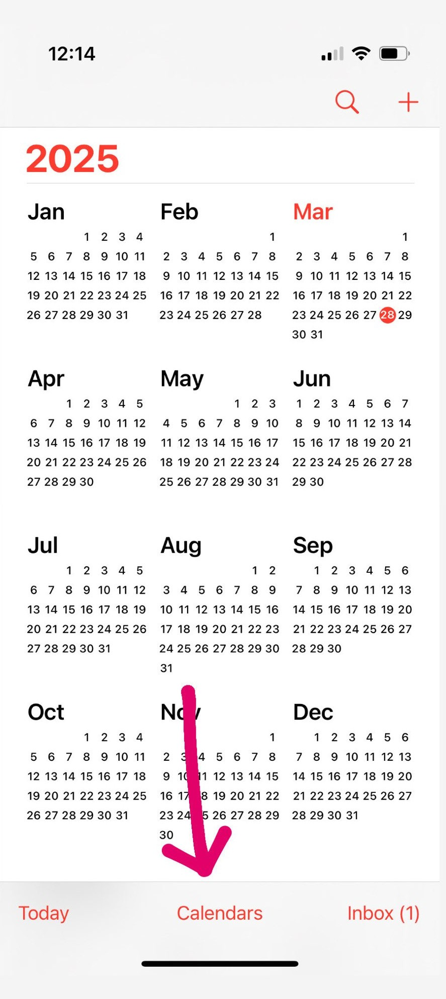 12:14
2025
Jan
1 2 3 4
5 6 7 8 9 10 11
12 13 14 15 16 17 18
19 20 21 22 23 24 25
26 27 28 29 30 31
Feb
1
2 3 4 5 6 7 8
9 10 11 12 13 14 15
16 17 18 19 20 21 22
23 24 25 26 27 28
Mar
1
2 3 4 5 6 7 8
9 10 11 12 13 14 15
16 17 18 19 20 21 22
23 24 25 26 27 28 29
30 31
Apr
1 2 3 4 5
6 7 8 9 10 11 12
13 14 15 16 17 18 19
20 21 22 23 24 25 26
27 28 29 30
May
1 2 3
4 5 6 7 8 9 10
11 12 13 14 15 16 17
18 19 20 21 22 23 24
25 26 27 28 29 30 31
Jun
1 2 3 4 5 6 7
8 9 10 11 12 13 14
15 16 17 18 19 20 21
22 23 24 25 26 27 28
29 30
Jul
1 2 3 4 5
6 7 8 9 10 11 12
13 14 15 16 17 18 19
20 21 22 23 24 25 26
27 28 29 30 31
Aug
1 2
3 4 5 6 7 8 9
10 11 12 13 14 15 16
17 18 19 20 21 22 23
24 25 26 27 28 29 30
31
Sep
1 2 3 4 5 6
7 8 9 10 11 12 13
14 15 16 17 18 19 20
21 22 23 24 25 26 27
28 29 30
Oct
1 2 3 4
5 6 7 8 9 10 11
12 13 14 15 16 17 18
19 20 21 22 23 24 25
26 27 28 29 30 31
Nov
1
2 3 4 5 6 7 8
9 10 11 12 13 14 15
16 17 18 19 20 21 22
23 24 25 26 27 28 29
30
Dec
1 2 3 4 5 6
7 8 9 10 11 12 13
14 15 16 17 18 19 20
21 22 23 24 25 26 27
28 29 30 31
Today Calendars Inbox (1)